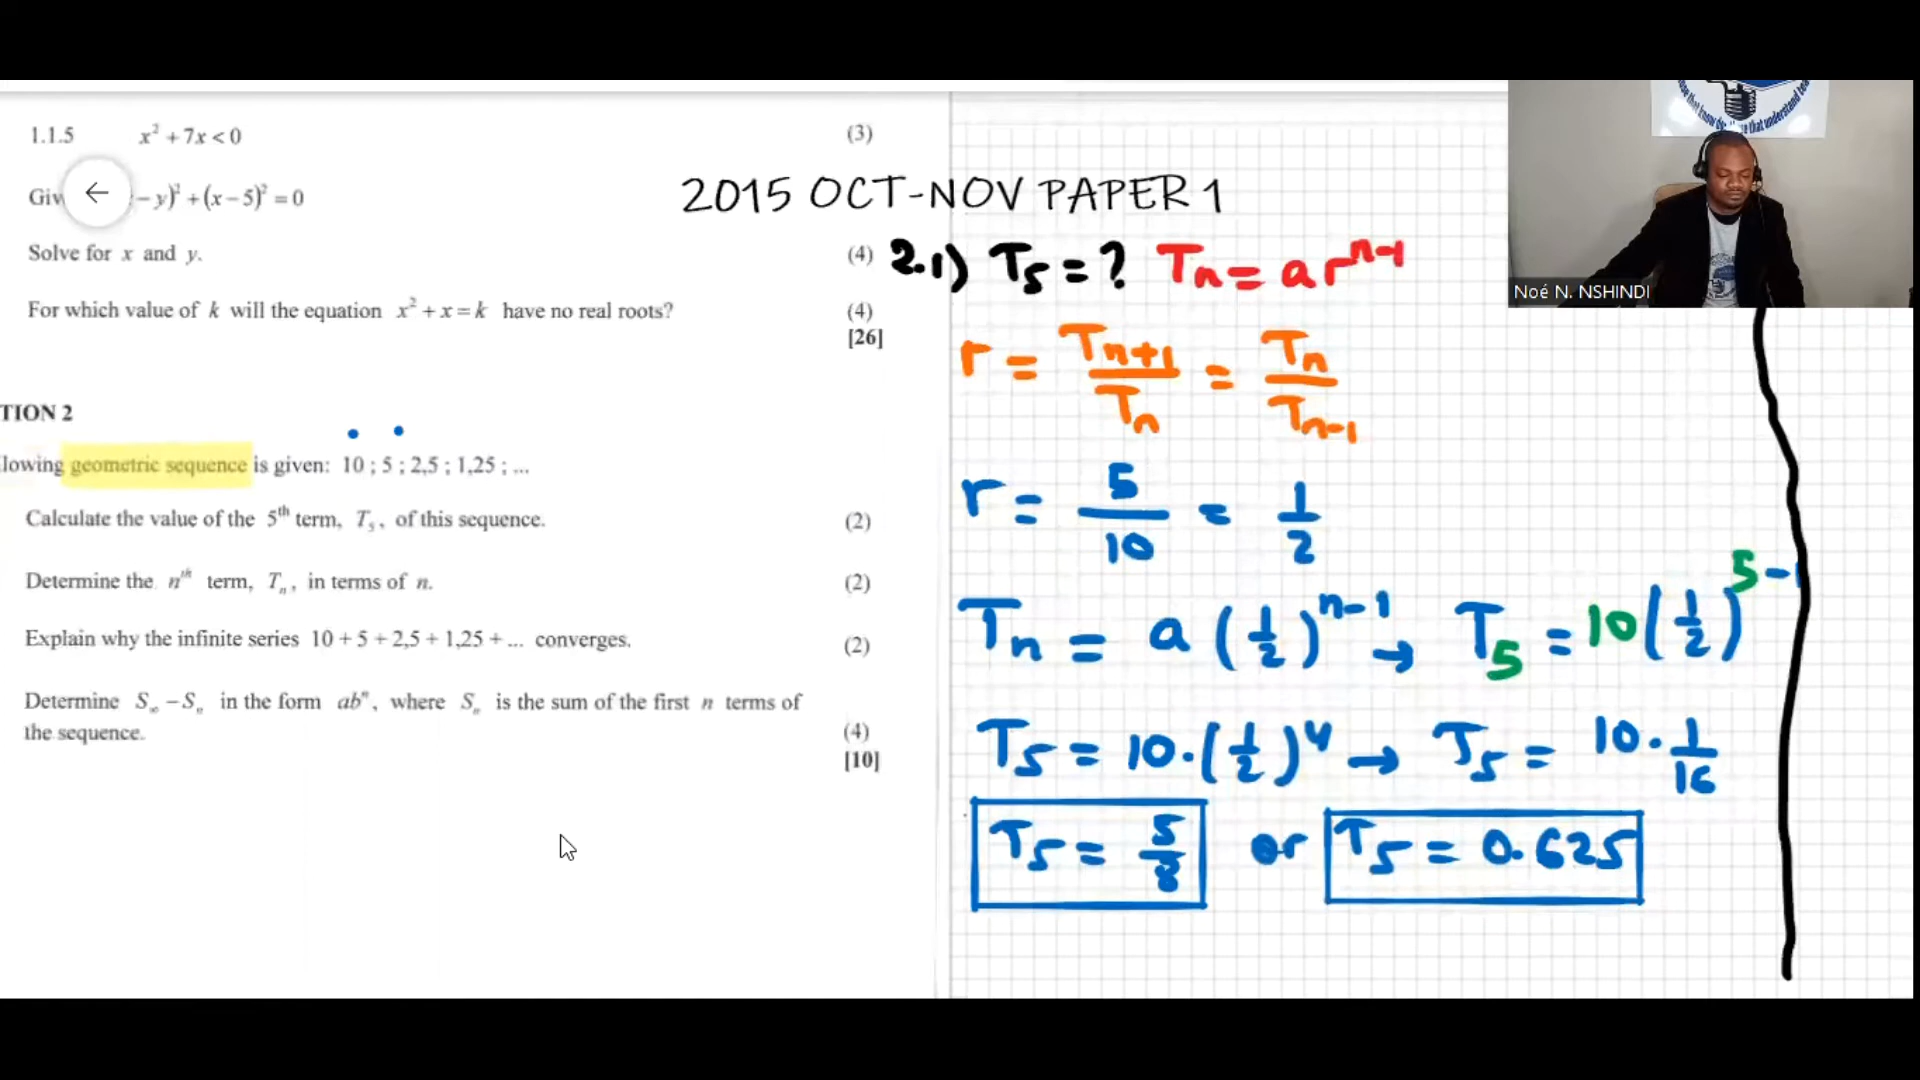 1.1.5 x² + 7x < 0 (3)
2015 OCT-NOV PAPER 1
– y)² + (x – 5)² = 0
Solve for x and y. (4)
For which value of k will the equation x² + x = k have no real roots? (4)
[26]
TION 2
lowing geometric sequence is given: 10 ; 5 ; 2,5 ; 1,25 ; ...
Calculate the value of the 5th term, T₅, of this sequence. (2)
Determine the nth term, Tₙ, in terms of n. (2)
Explain why the infinite series 10 + 5 + 2,5 + 1,25 + ... converges. (2)
Determine S∞ – Sₙ in the form abⁿ, where Sₙ is the sum of the first n terms of
the sequence. (4)
[10]
2.1) T₅ = ? Tₙ = arⁿ⁻¹
r = Tₙ₊₁/Tₙ = Tₙ/Tₙ₋₁
r = 5/10 = 1/2
Tₙ = a(1/2)ⁿ⁻¹ → T₅ = 10(1/2)⁵⁻¹
T₅ = 10·(1/2)⁴ → T₅ = 10·1/16
T₅ = 5/8 or T₅ = 0.625
that understand
Noé N. NSHINDI